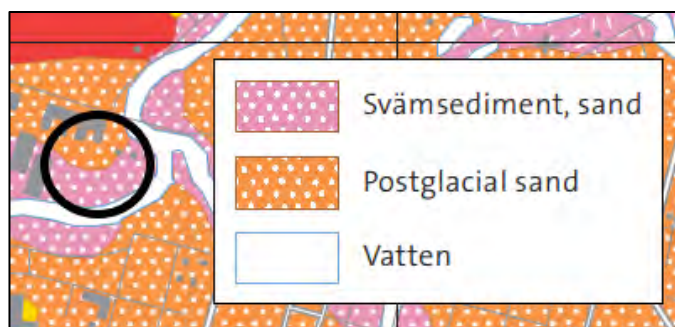 Svämsediment, sand
Postglacial sand
Vatten